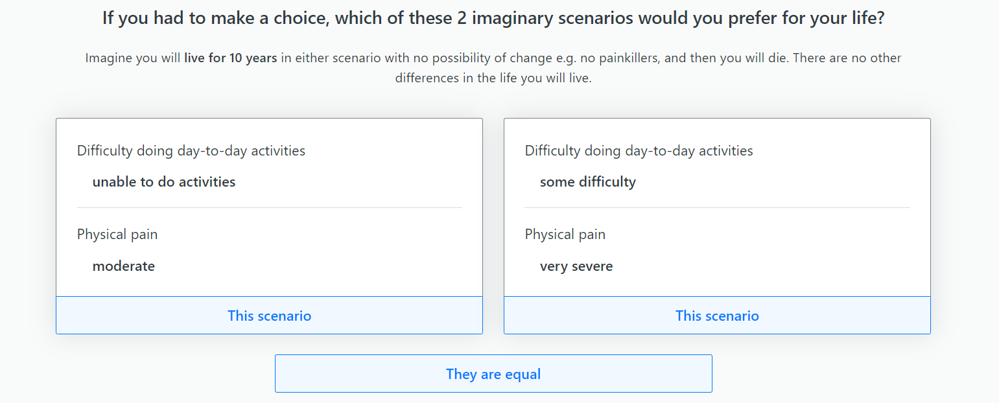 If you had to make a choice, which of these 2 imaginary scenarios would you prefer for your life?
Imagine you will live for 10 years in either scenario with no possibility of change e.g. no painkillers, and then you will die. There are no other
differences in the life you will live.
Difficulty doing day-to-day activities
unable to do activities
Physical pain
moderate
This scenario
Difficulty doing day-to-day activities
some difficulty
Physical pain
very severe
This scenario
They are equal